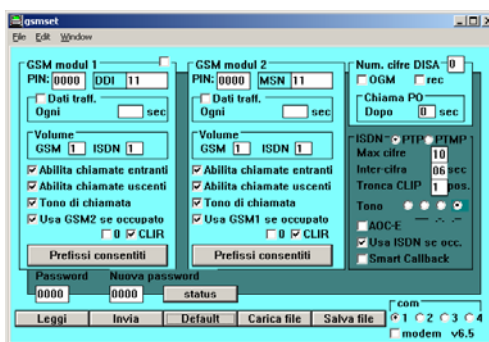 gsmset
File Edit Window
GSM modul 1
PIN: 0000 DDI 11
Dati traff.
Ogni sec
Volume
GSM 1 ISDN 1
Abilita chiamate entranti
Abilita chiamate uscenti
Tono di chiamata
Usa GSM2 se occupato
0 CLIR
Prefissi consentiti
GSM modul 2
PIN: 0000 MSN 11
Dati traff.
Ogni sec
Volume
GSM 1 ISDN 1
Abilita chiamate entranti
Abilita chiamate uscenti
Tono di chiamata
Usa GSM1 se occupato
0 CLIR
Prefissi consentiti
Num. cifre DISA 0
OGM rec
Chiama PO
Dopo 0 sec
ISDN PTP PTMP
Max cifre 10
Inter-cifra 06 sec
Tronca CLIP 1 pos.
Tono
AOC-E
Usa ISDN se occ.
Smart Callback
Password Nuova password
0000 0000 status
Leggi Invia Default Carica file Salva file
com
1 2 3 4
modem v6.5